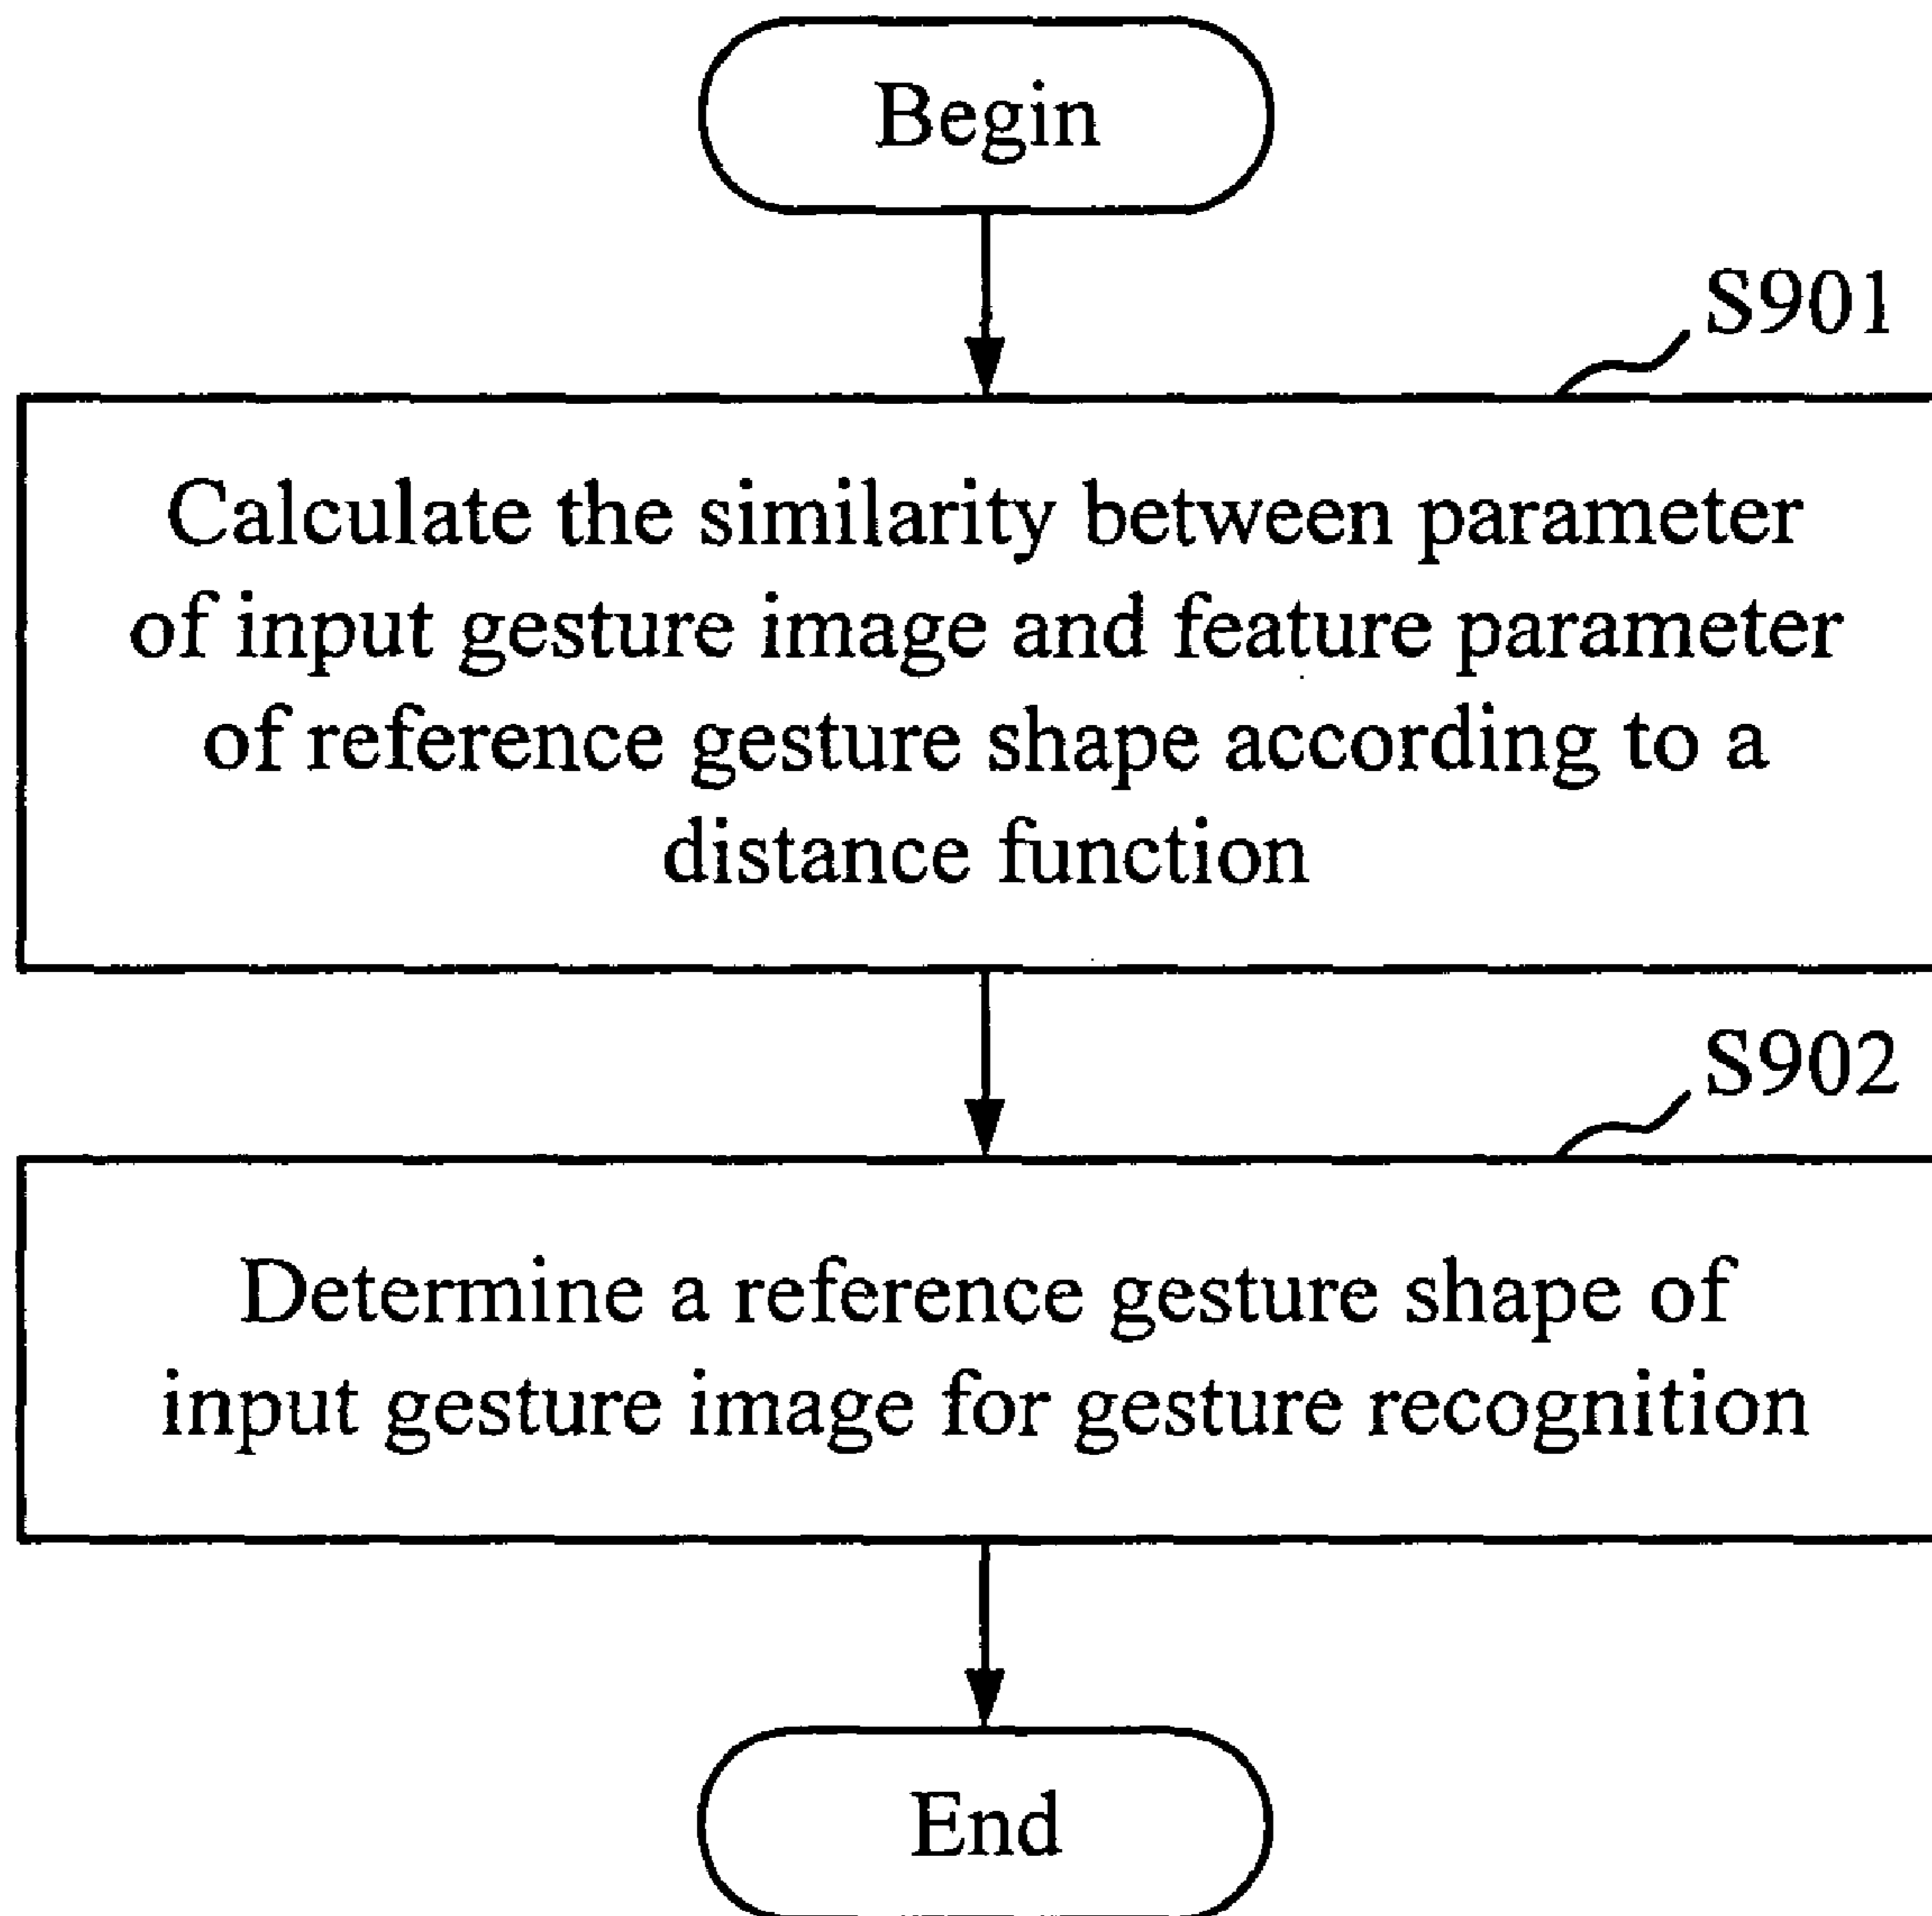 Begin
S901
Calculate the similarity between parameter
of input gesture image and feature parameter
of reference gesture shape according to a
distance function
S902
Determine a reference gesture shape of
input gesture image for gesture recognition
End